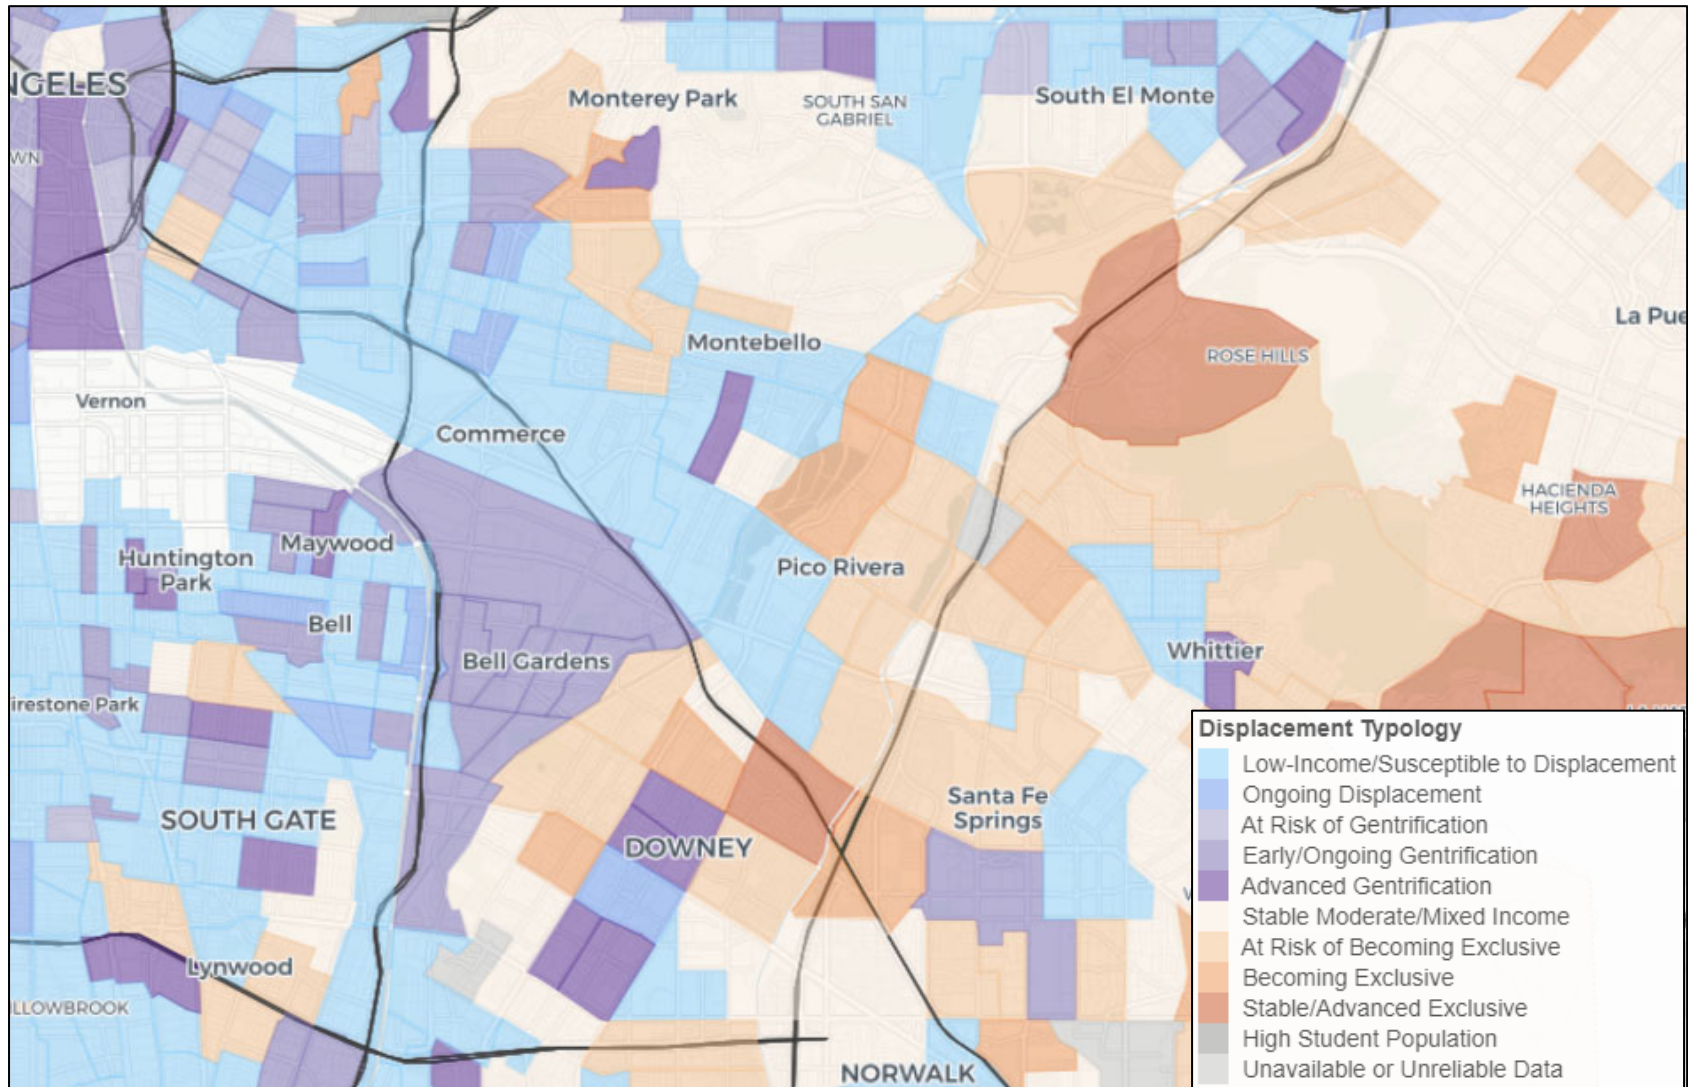 NGELES
Monterey Park
SOUTH SAN
GABRIEL
South El Monte
WN
La Pue
Montebello
ROSE HILLS
Vernon
Commerce
HACIENDA
HEIGHTS
Huntington
Park
Maywood
Pico Rivera
Bell
Bell Gardens
Whittier
irestone Park
SOUTH GATE
Santa Fe
Springs
DOWNEY
Lynwood
ILLOWBROOK
NORWALK
Displacement Typology
Low-Income/Susceptible to Displacement
Ongoing Displacement
At Risk of Gentrification
Early/Ongoing Gentrification
Advanced Gentrification
Stable Moderate/Mixed Income
At Risk of Becoming Exclusive
Becoming Exclusive
Stable/Advanced Exclusive
High Student Population
Unavailable or Unreliable Data